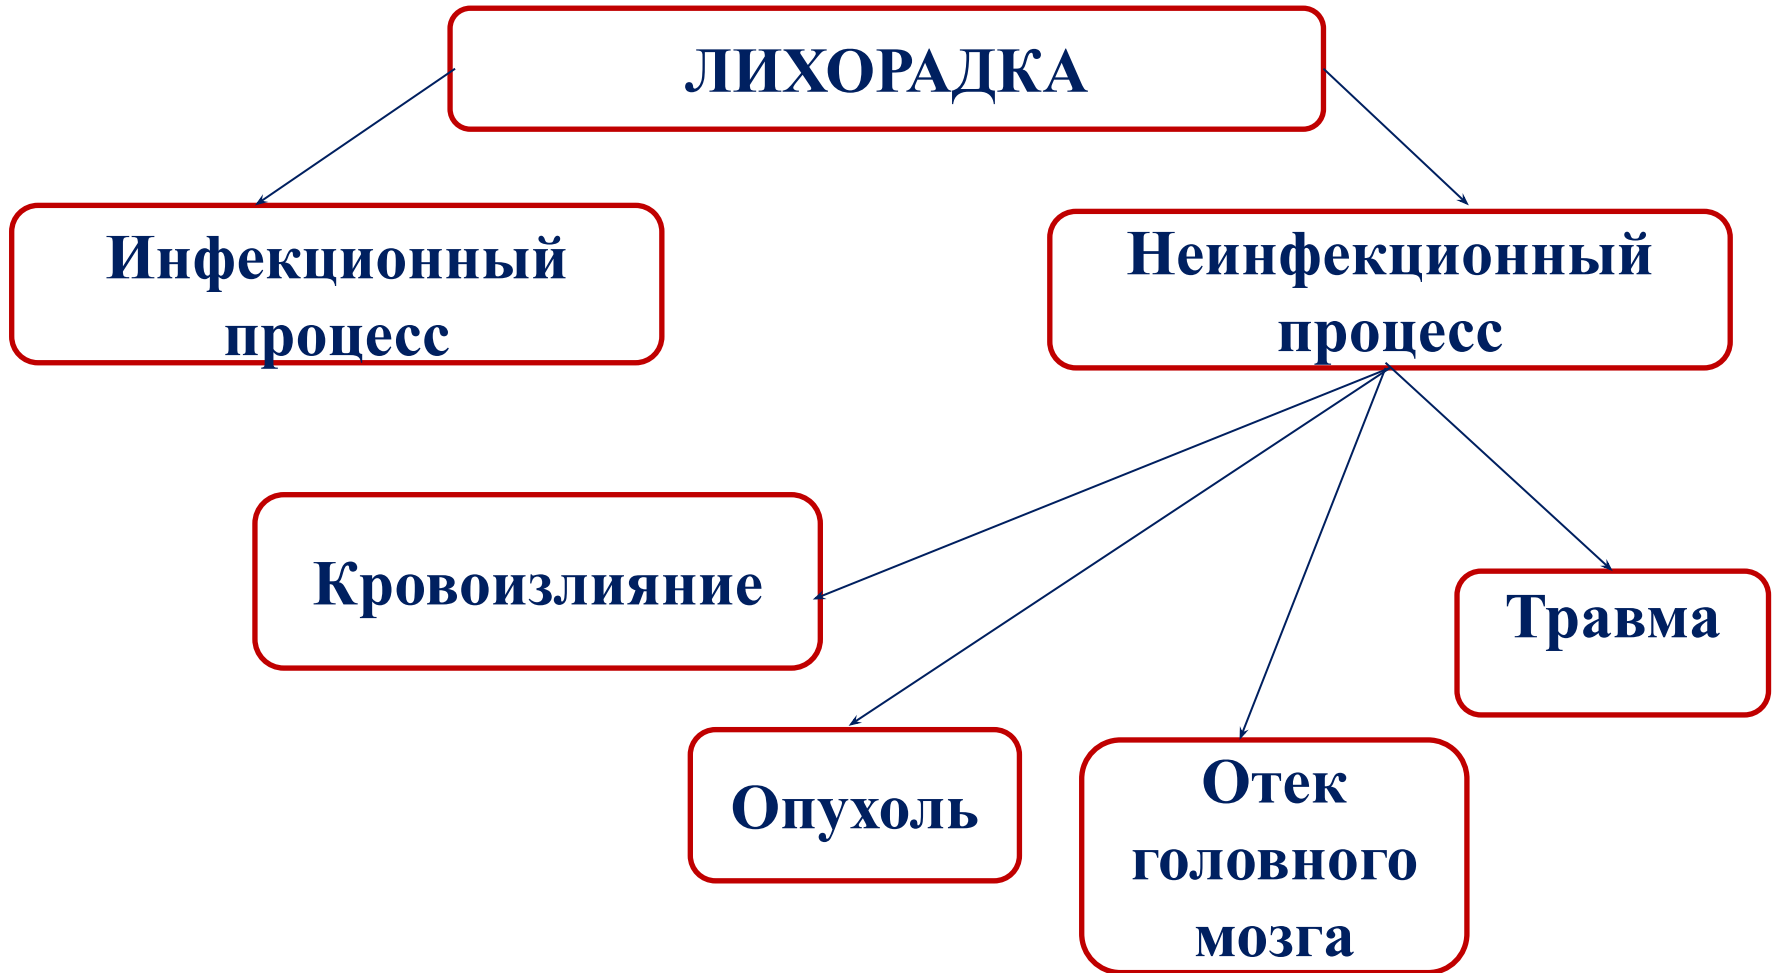 ЛИХОРАДКА
Инфекционный
процесс
Неинфекционный
процесс
Кровоизлияние
Травма
Опухоль
Отек
головного
мозга